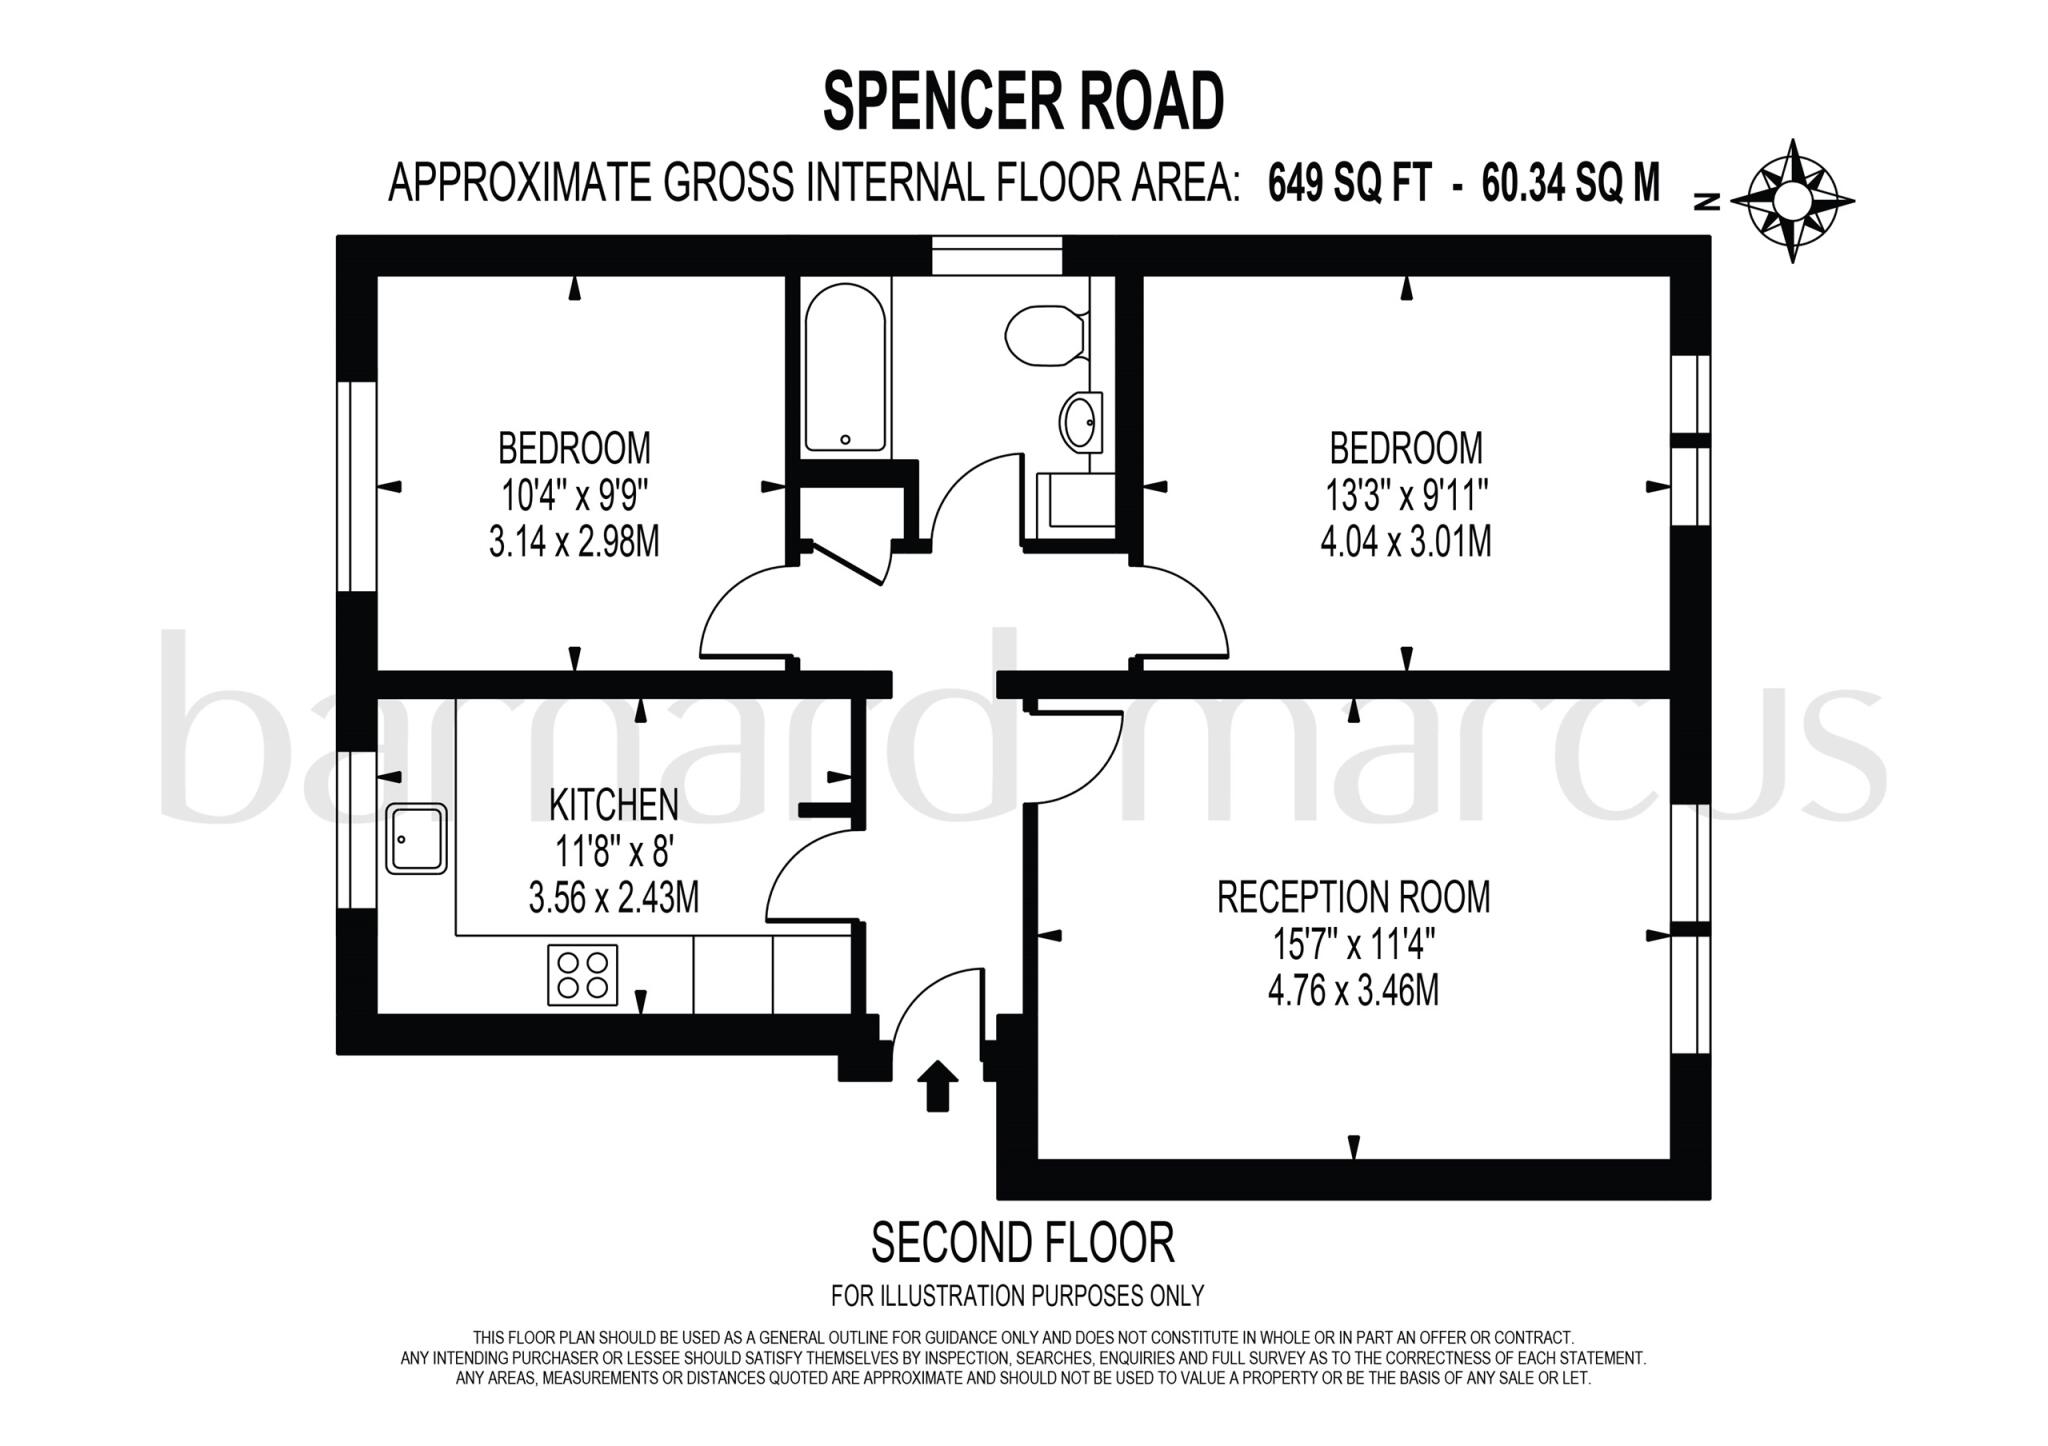 SPENCER ROAD
APPROXIMATE GROSS INTERNAL FLOOR AREA: 649 SQ FT - 60.34 SQ M
N
BEDROOM
10'4" x 9'9"
3.14 x 2.98M
BEDROOM
13'3" x 9'11"
4.04 x 3.01M
barnard marcus
KITCHEN
11'8" x 8'
3.56 x 2.43M
RECEPTION ROOM
15'7" x 11'4"
4.76 x 3.46M
SECOND FLOOR
FOR ILLUSTRATION PURPOSES ONLY
THIS FLOOR PLAN SHOULD BE USED AS A GENERAL OUTLINE FOR GUIDANCE ONLY AND DOES NOT CONSTITUTE IN WHOLE OR IN PART AN OFFER OR CONTRACT.
ANY INTENDING PURCHASER OR LESSEE SHOULD SATISFY THEMSELVES BY INSPECTION, SEARCHES, ENQUIRIES AND FULL SURVEY AS TO THE CORRECTNESS OF EACH STATEMENT.
ANY AREAS, MEASUREMENTS OR DISTANCES QUOTED ARE APPROXIMATE AND SHOULD NOT BE USED TO VALUE A PROPERTY OR BE THE BASIS OF ANY SALE OR LET.